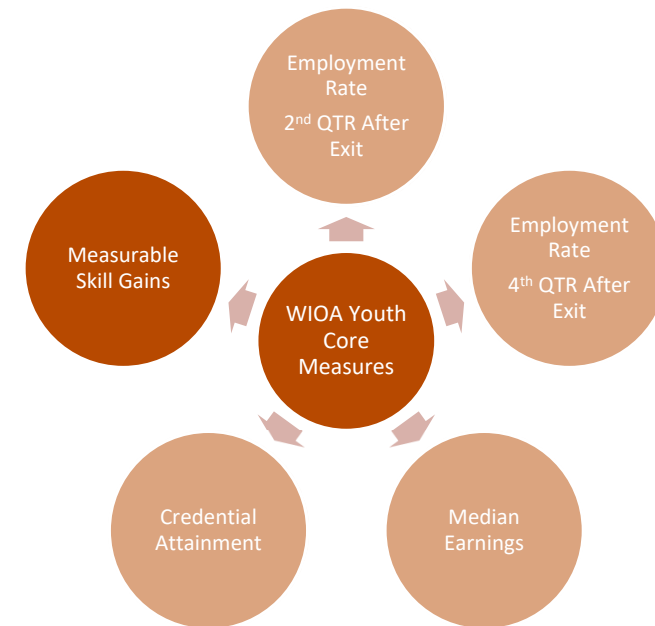 Employment
Rate
2nd QTR After
Exit
Employment
Rate
4th QTR After
Exit
Measurable
Skill Gains
WIOA Youth
Core
Measures
Credential
Attainment
Median
Earnings